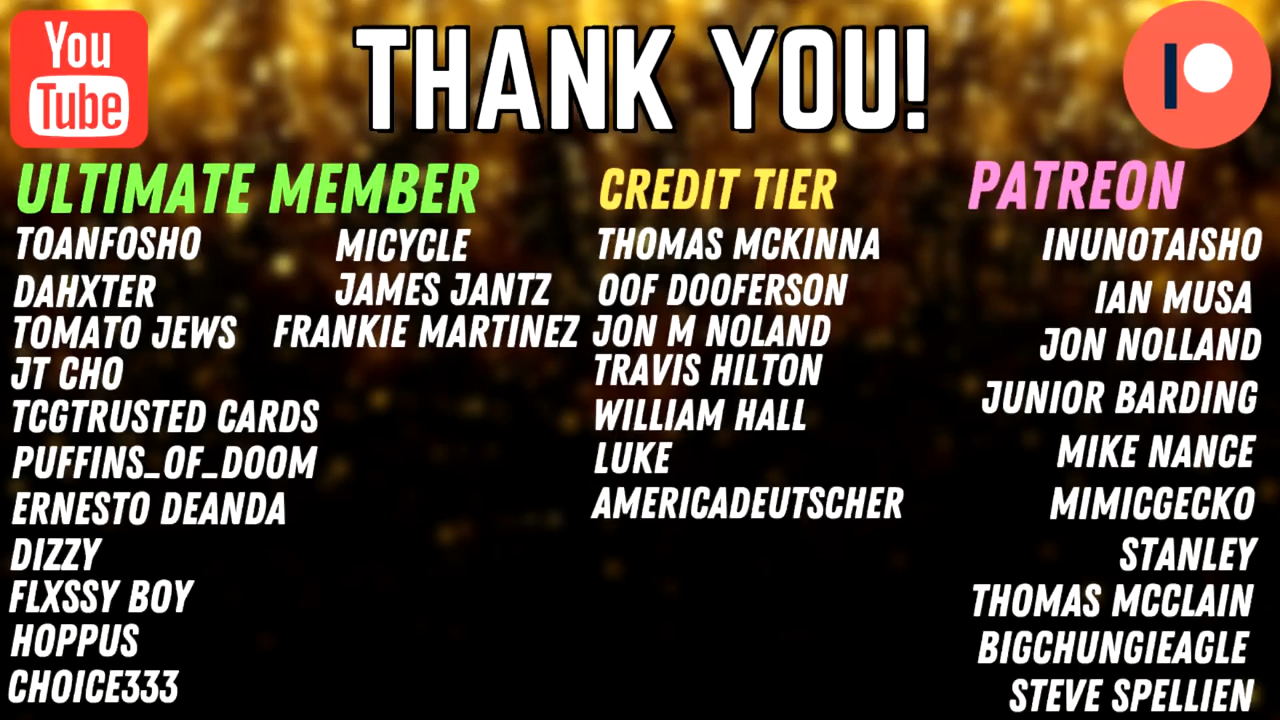 You
Tube
THANK YOU!
ULTIMATE MEMBER
TOANFOSHO
DAHXTER
TOMATO JEWS
JT CHO
TCGTRUSTED CARDS
PUFFINS_OF_DOOM
ERNESTO DEANDA
DIZZY
FLXSSY BOY
HOPPUS
CHOICE333
MICYCLE
JAMES JANTZ
FRANKIE MARTINEZ
CREDIT TIER
THOMAS MCKINNA
OOF DOOFERSON
JON M NOLAND
TRAVIS HILTON
WILLIAM HALL
LUKE
AMERICADEUTSCHER
PATREON
INUNOTAISHO
IAN MUSA
JON NOLLAND
JUNIOR BARDING
MIKE NANCE
MIMICGECKO
STANLEY
THOMAS MCCLAIN
BIGCHUNGIEAGLE
STEVE SPELLIEN